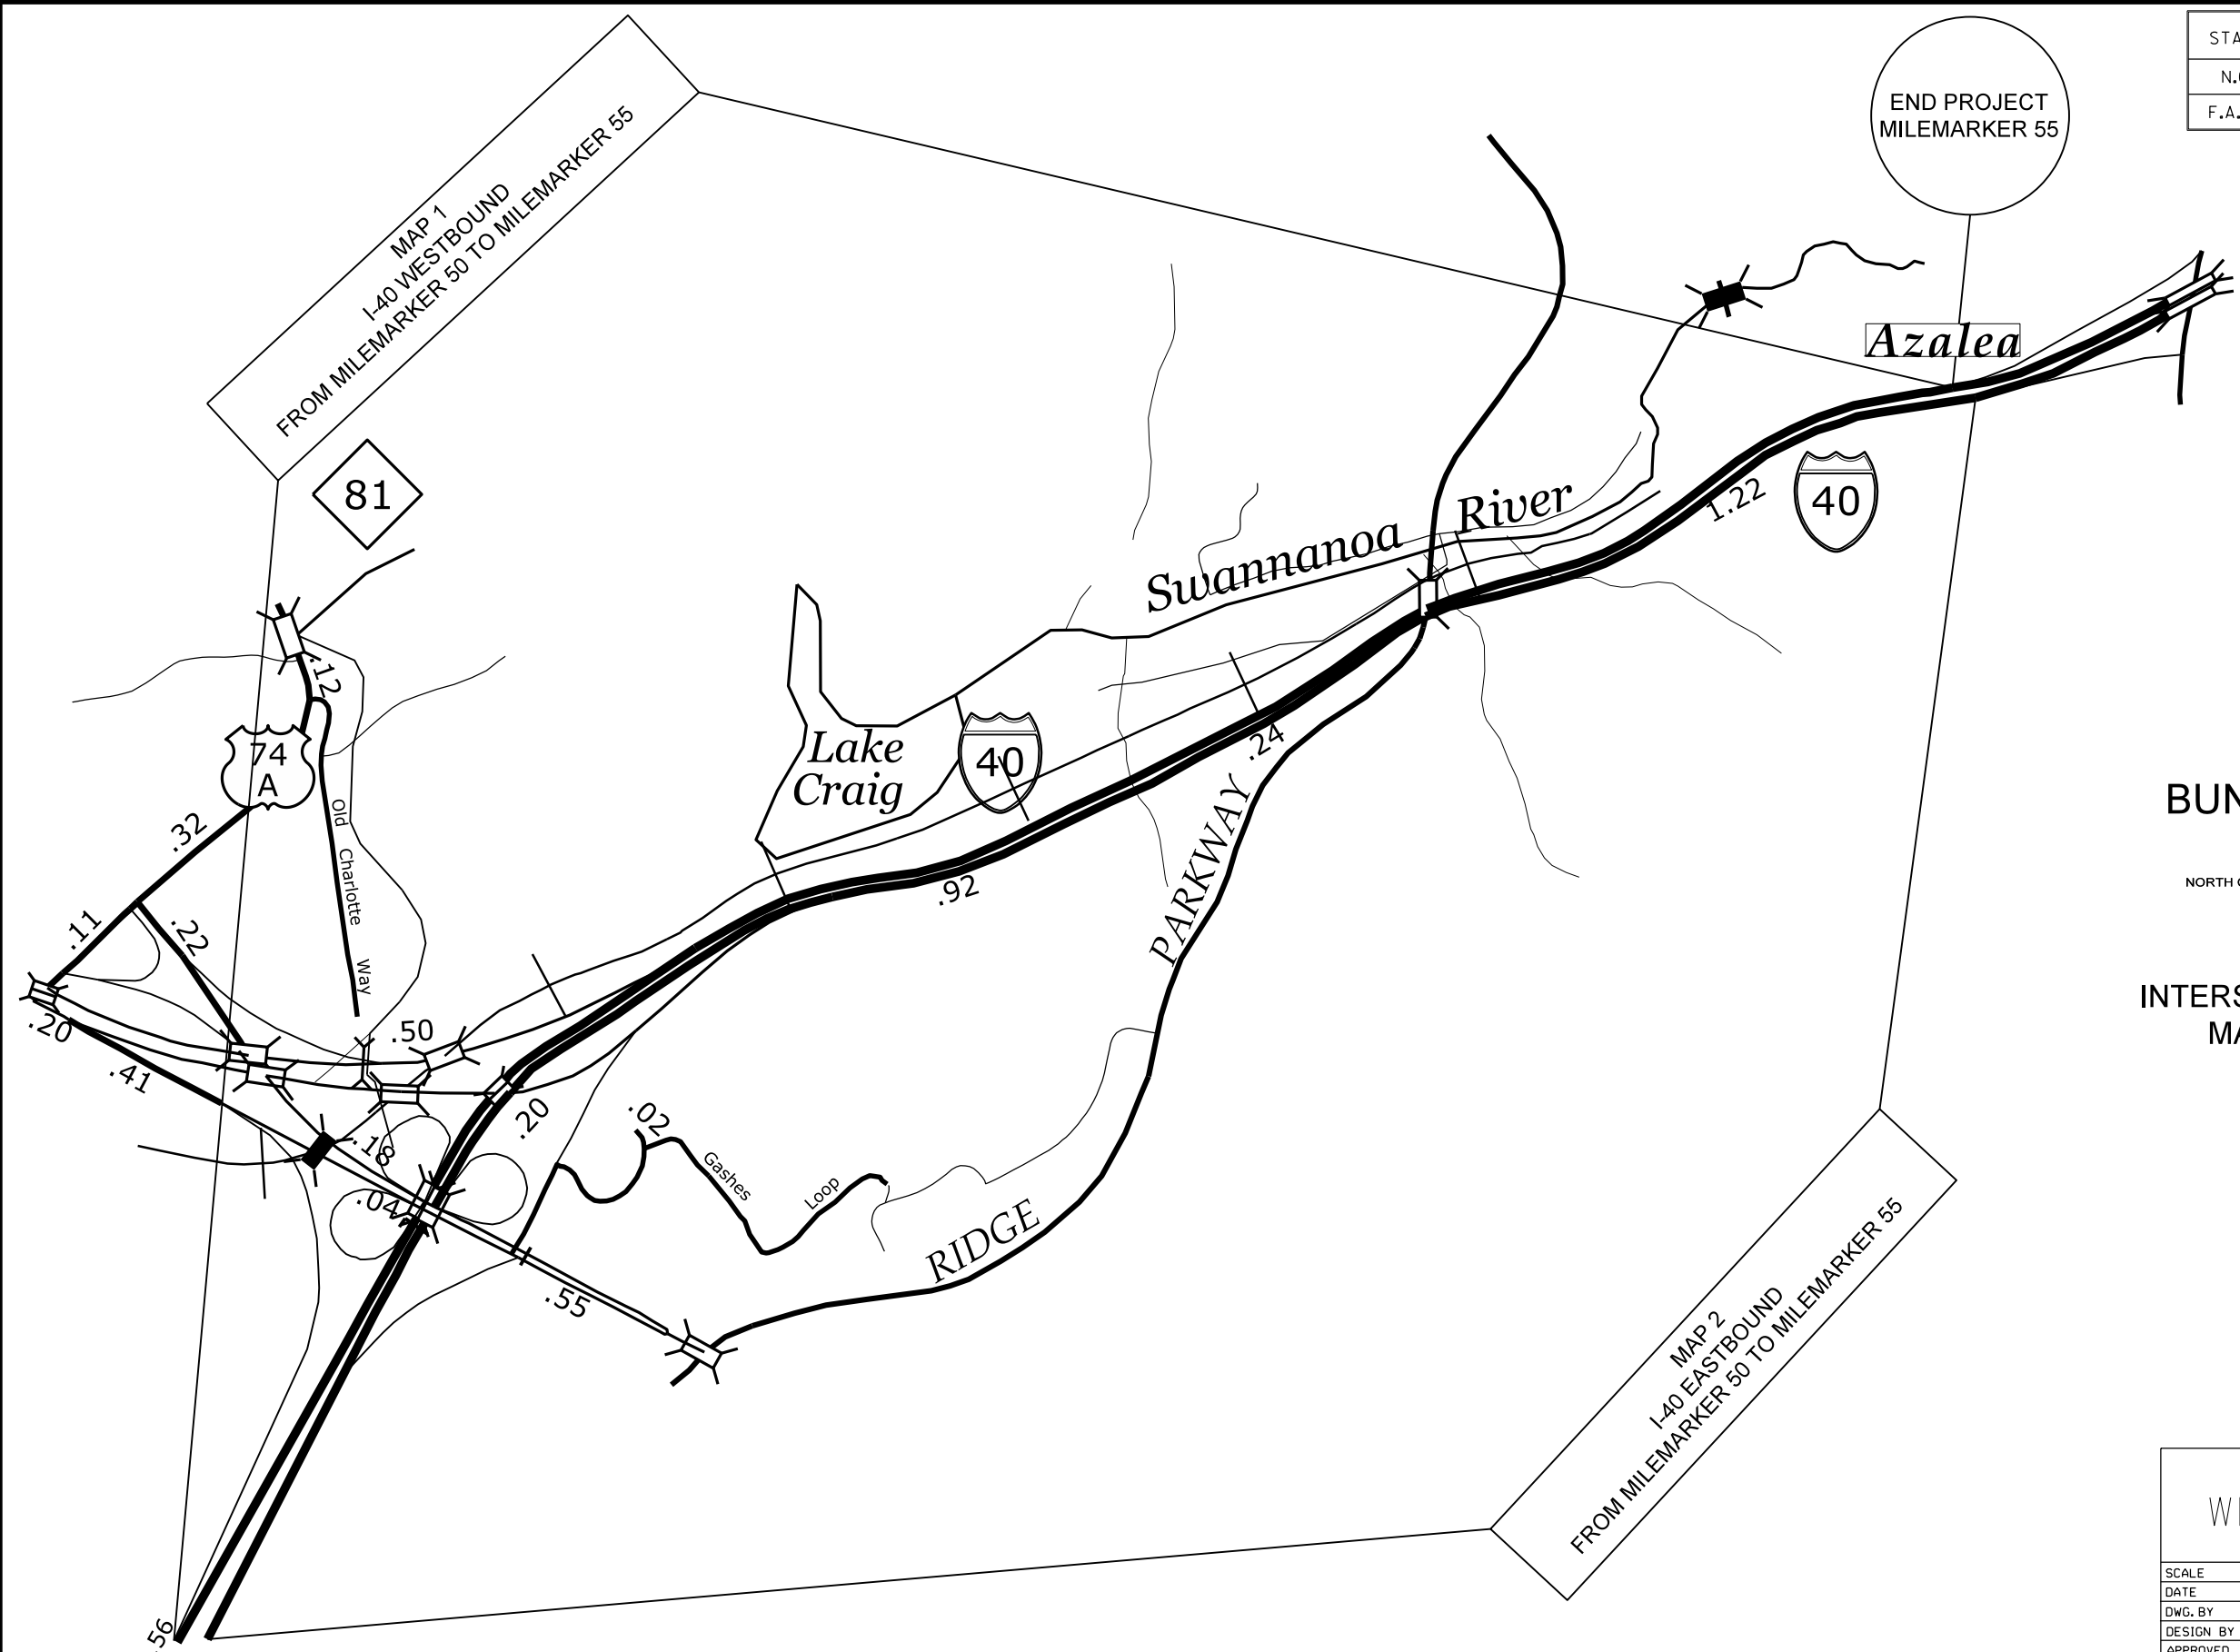 MAP 1
I-40 WESTBOUND
FROM MILEMARKER 50 TO MILEMARKER 55
END PROJECT
MILEMARKER 55
Azalea
81
40
1.22
Swannanoa River
.12
74
A
Lake
Craig
40
.24
.32
Old Charlotte Way
.92
PARKWAY
.11
.22
.20
.50
.41
.20
.02
.18
Gashes Loop
.04
RIDGE
.55
MAP 2
I-40 EASTBOUND
FROM MILEMARKER 50 TO MILEMARKER 55
56
NORTH
SCALE
DATE
DWG. BY
DESIGN BY
APPROVED